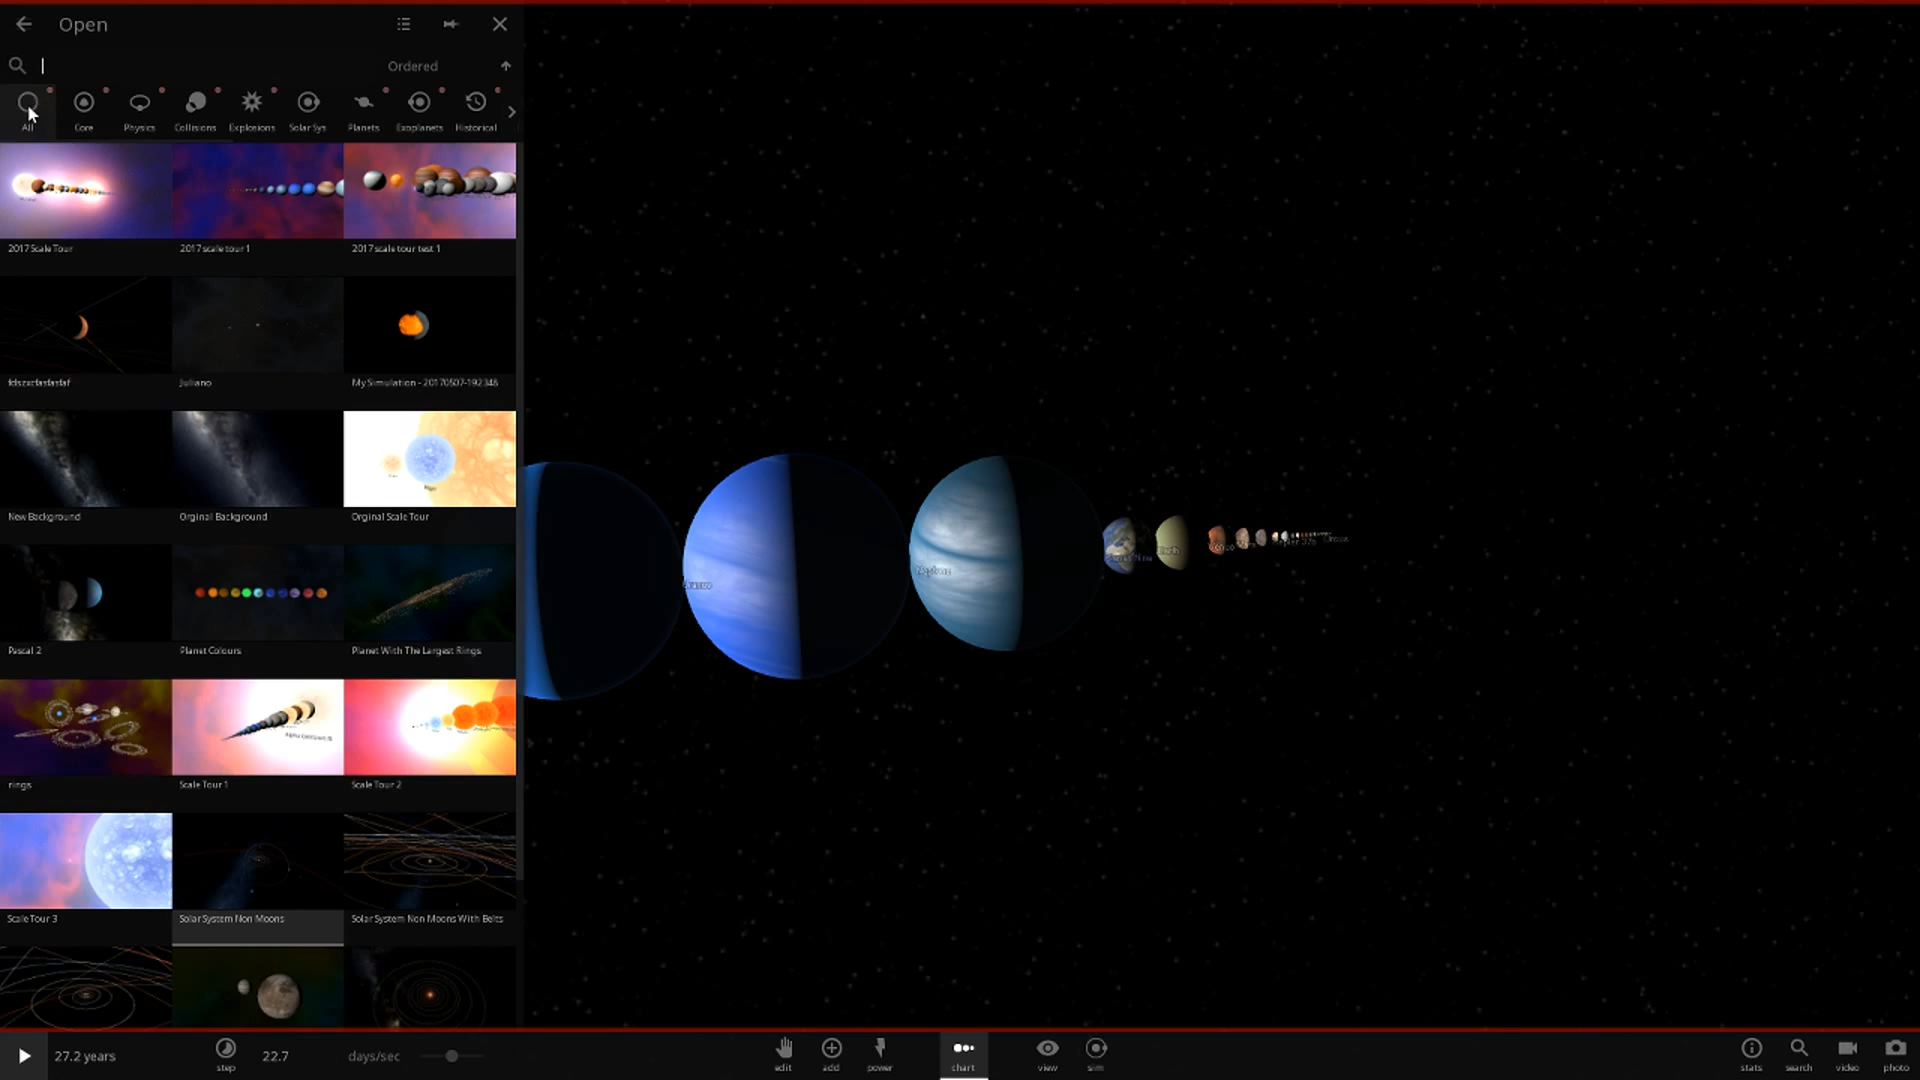 Open
Ordered
All Core Physics Collisions Explosions Solar Sys Planets Exoplanets Historical
2017 Scale Tour 2017 scale tour 1 2017 scale tour test 1
Juliano My Simulation - 20170507-192348
New Background Orginal Background Orginal Scale Tour
Pascal 2 Planet Colours Planet With The Largest Rings
rings Scale Tour 1 Scale Tour 2
Scale Tour 3 Solar System Non Moons Solar System Non Moons With Belts
Neptune
27.2 years step 22.7 days/sec edit add power chart view sim stats search video photo